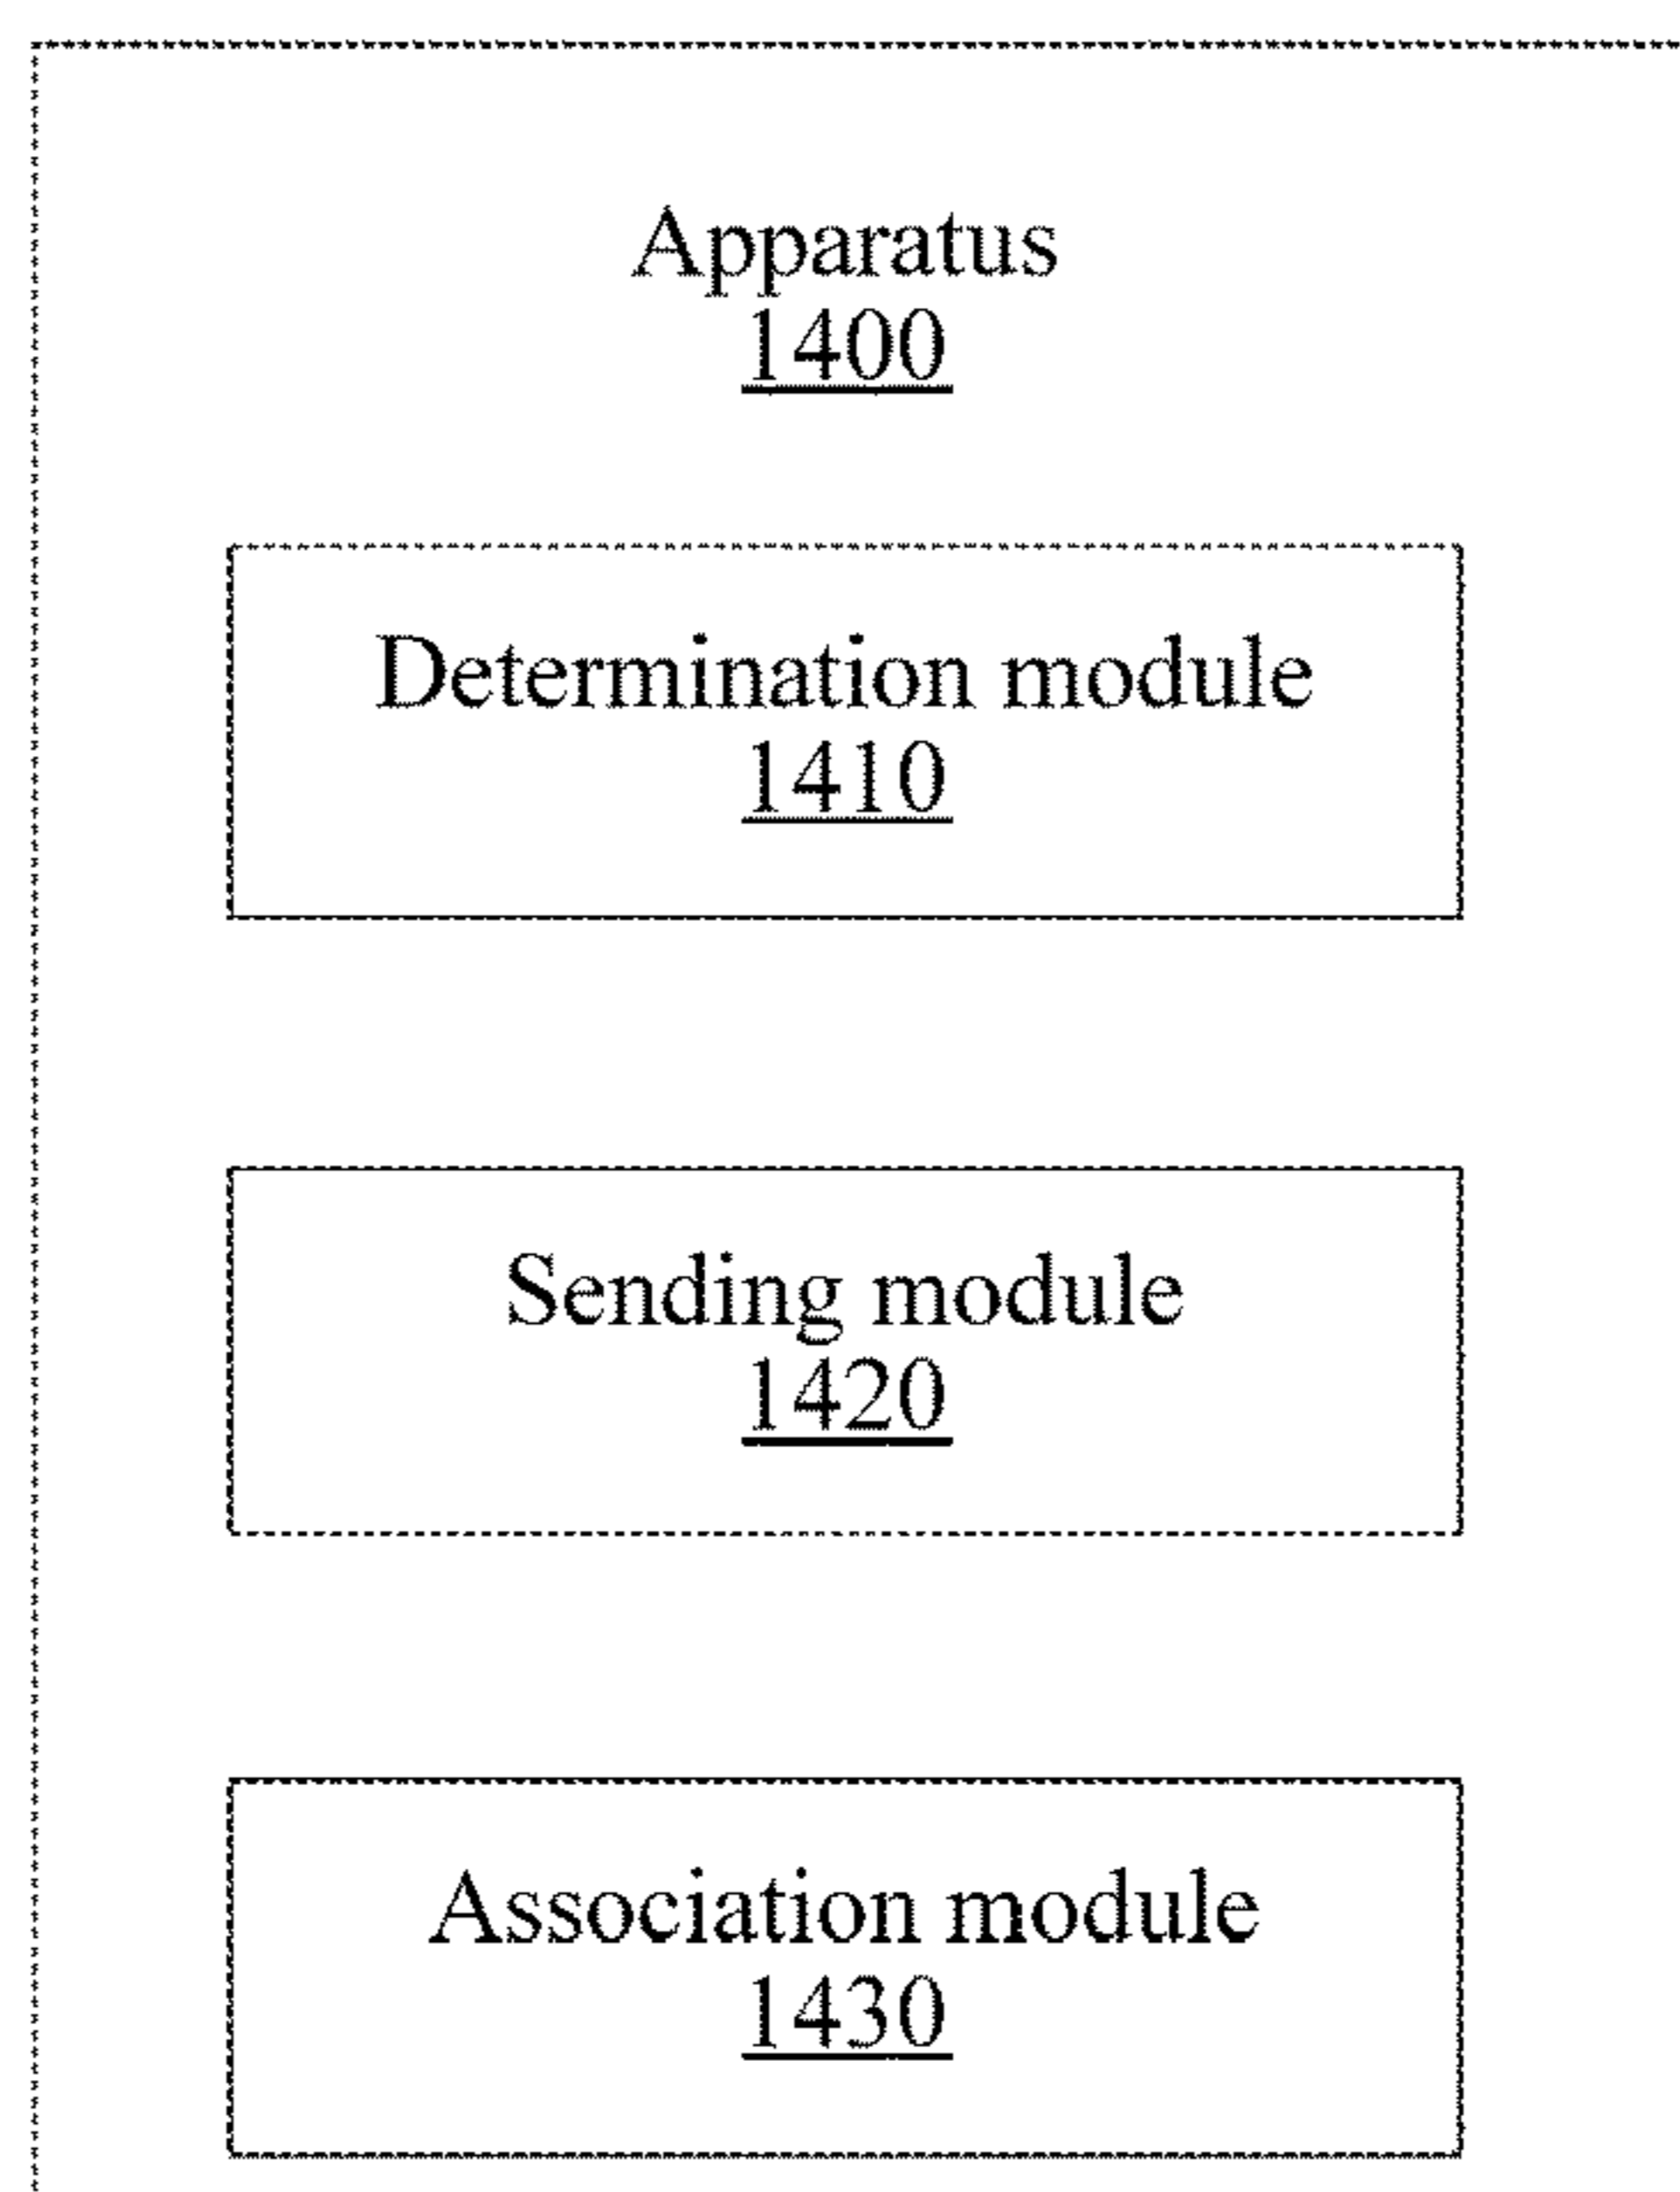 Apparatus
1400
Determination module
1410
Sending module
1420
Association module
1430